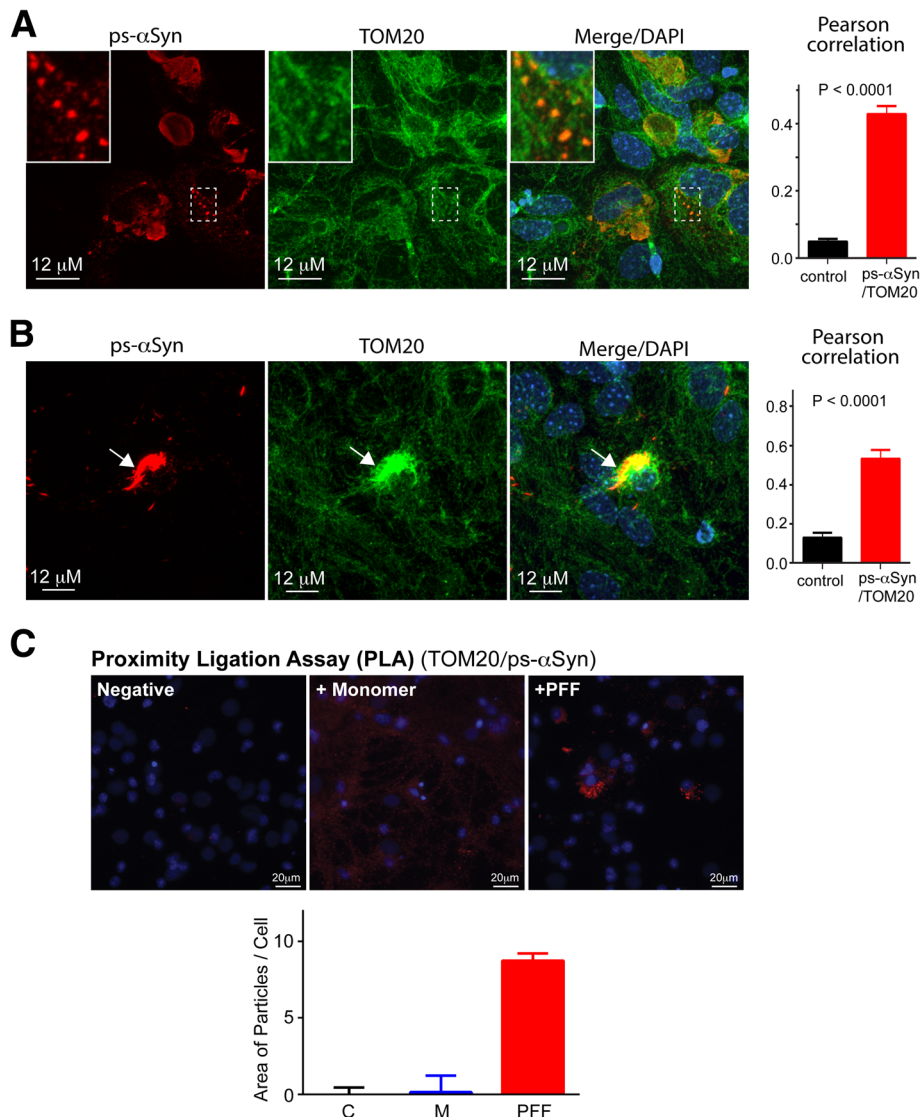 A
ps-αSyn
TOM20
Merge/DAPI
Pearson
correlation
P < 0.0001
0.4
0.2
0.0
control
ps-αSyn
/TOM20
12 µM
12 µM
12 µM
B
ps-αSyn
TOM20
Merge/DAPI
Pearson
correlation
P < 0.0001
0.8
0.6
0.4
0.2
0.0
control
ps-αSyn
/TOM20
12 µM
12 µM
12 µM
C
Proximity Ligation Assay (PLA) (TOM20/ps-αSyn)
Negative
+ Monomer
+PFF
20µm
20µm
20µm
Area of Particles / Cell
10
5
0
C
M
PFF